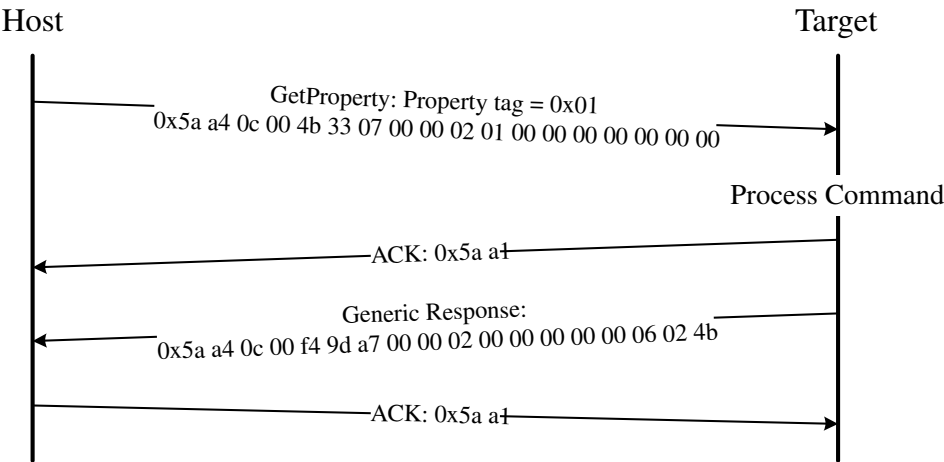 Host
Target
GetProperty: Property tag = 0x01
0x5a a4 0c 00 4b 33 07 00 00 02 01 00 00 00 00 00 00 00
Process Command
ACK: 0x5a a1
Generic Response:
0x5a a4 0c 00 f4 9d a7 00 00 02 00 00 00 00 00 06 02 4b
ACK: 0x5a a1